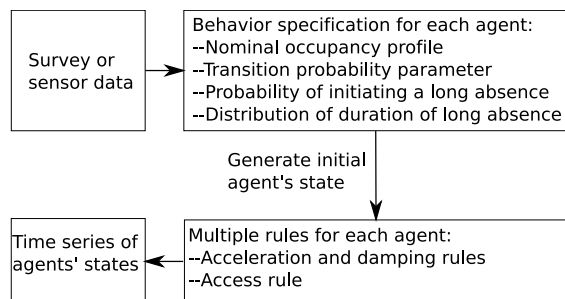 Survey or
sensor data
Behavior specification for each agent:
--Nominal occupancy profile
--Transition probability parameter
--Probability of initiating a long absence
--Distribution of duration of long absence
Generate initial
agent's state
Time series of
agents' states
Multiple rules for each agent:
--Acceleration and damping rules
--Access rule